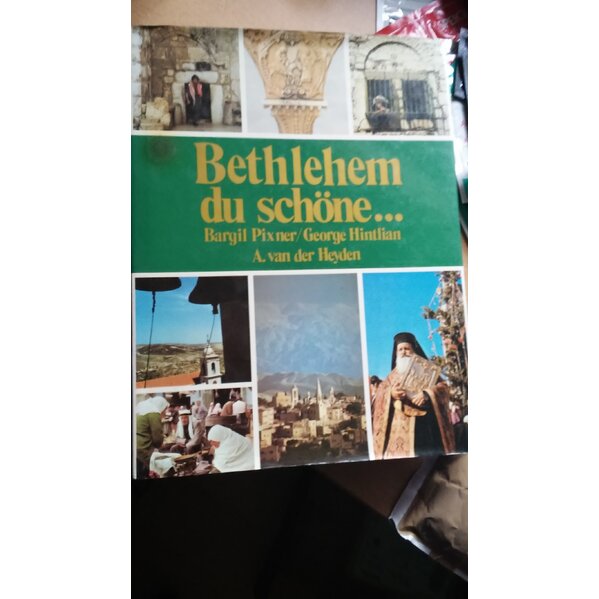 Bethlehem
du schöne...
Bargil Pixner/George Hintlian
A. van der Heyden